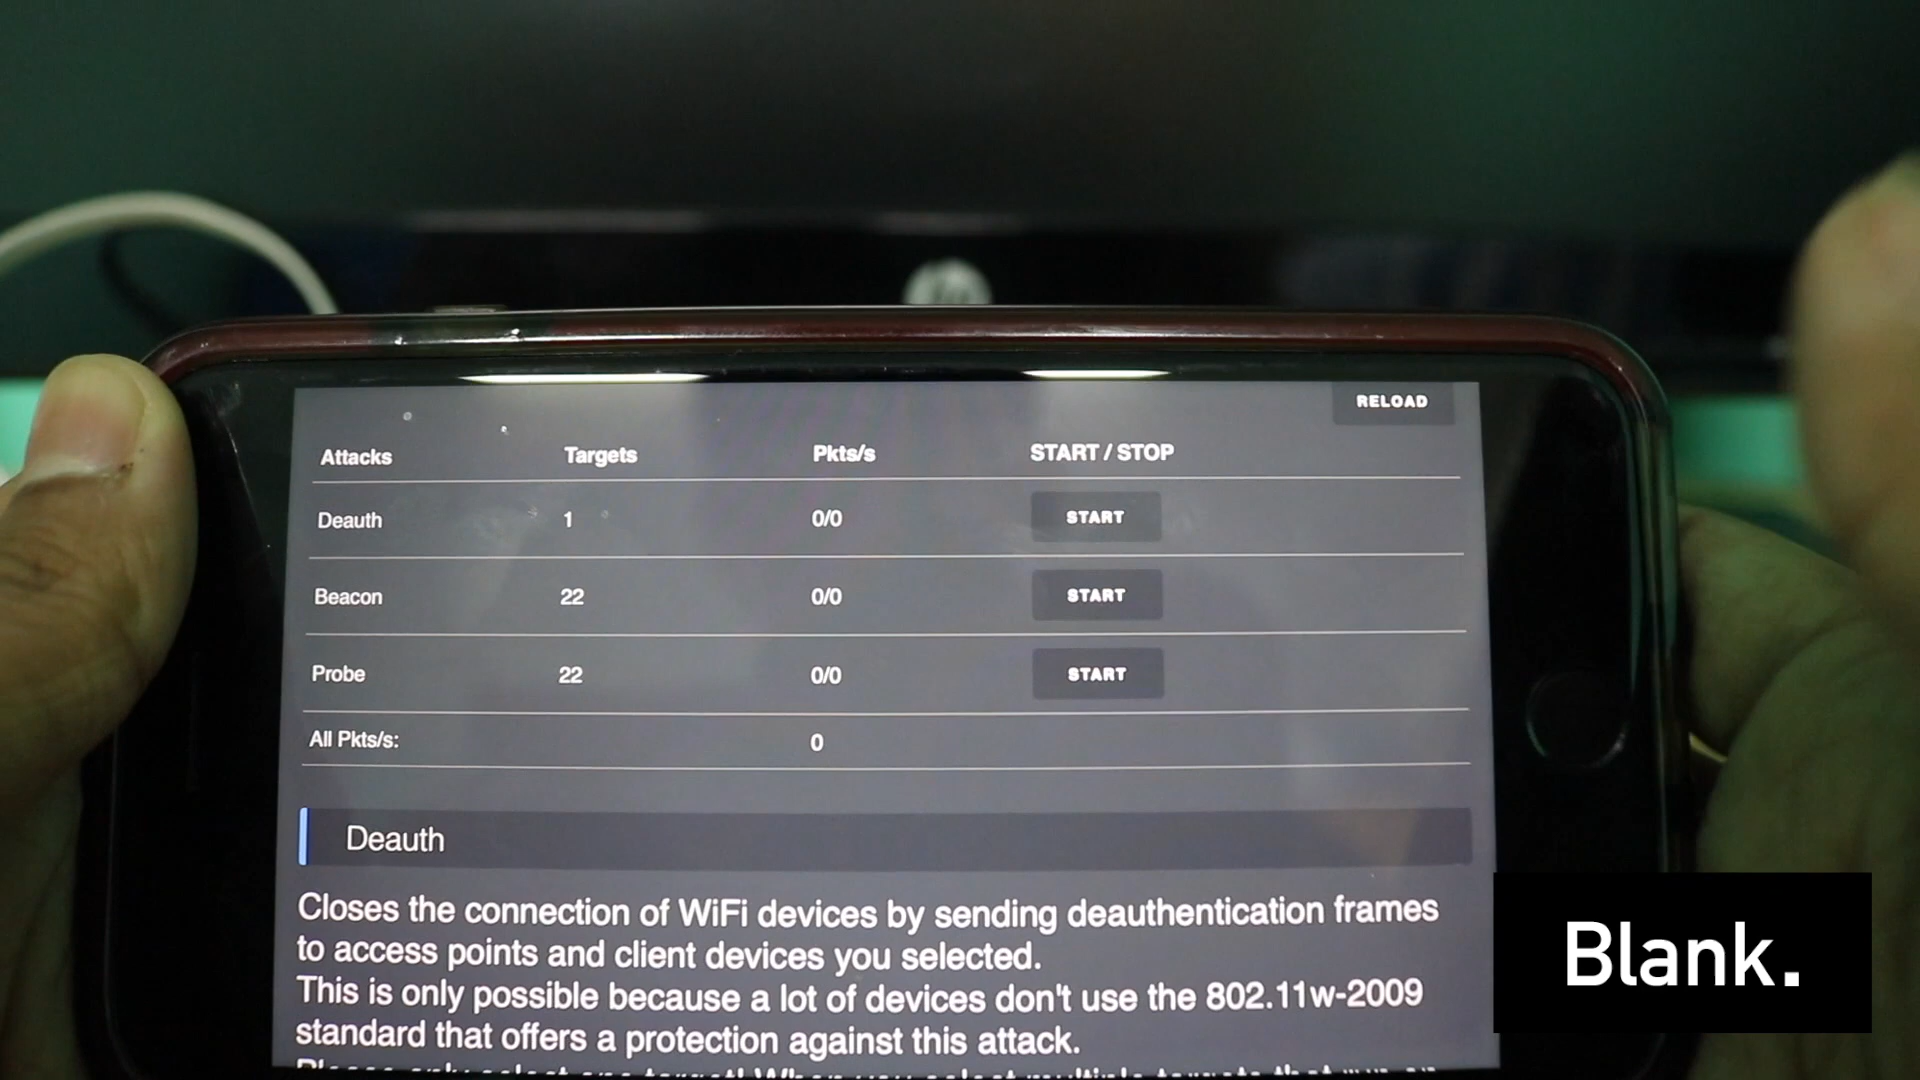 RELOAD
Attacks Targets Pkts/s START / STOP
Deauth 1 0/0 START
Beacon 22 0/0 START
Probe 22 0/0 START
All Pkts/s: 0
Deauth
Closes the connection of WiFi devices by sending deauthentication frames
to access points and client devices you selected.
This is only possible because a lot of devices don't use the 802.11w-2009
standard that offers a protection against this attack.
Blank.